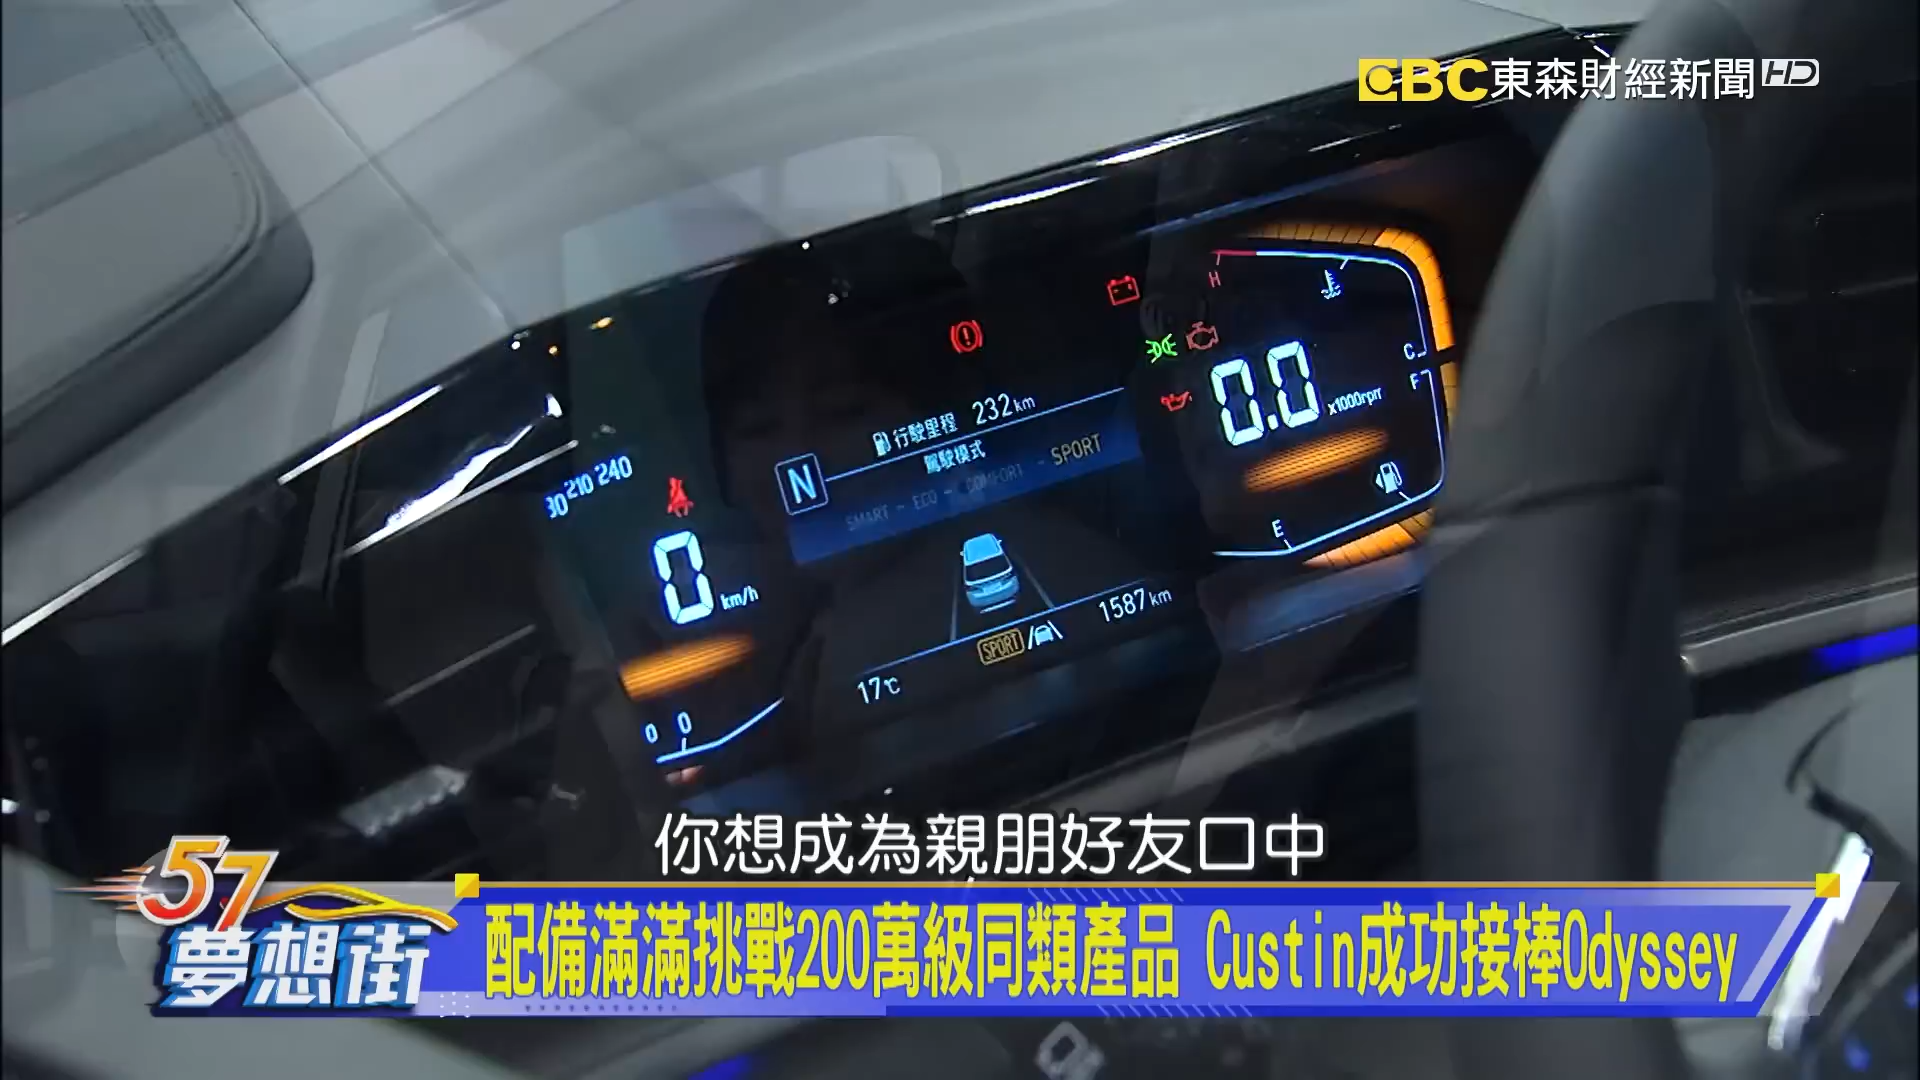 EBC東森財經新聞HD
H
C
F
0.0
x1000rpm
行駛里程 232km
駕駛模式
N
SMART - ECO - COMFORT - SPORT
210 240
0 km/h
E
1587km
SPORT
17℃
0 0
你想成為親朋好友口中
57夢想街
配備滿滿挑戰200萬級同類產品 Custin成功接棒Odyssey